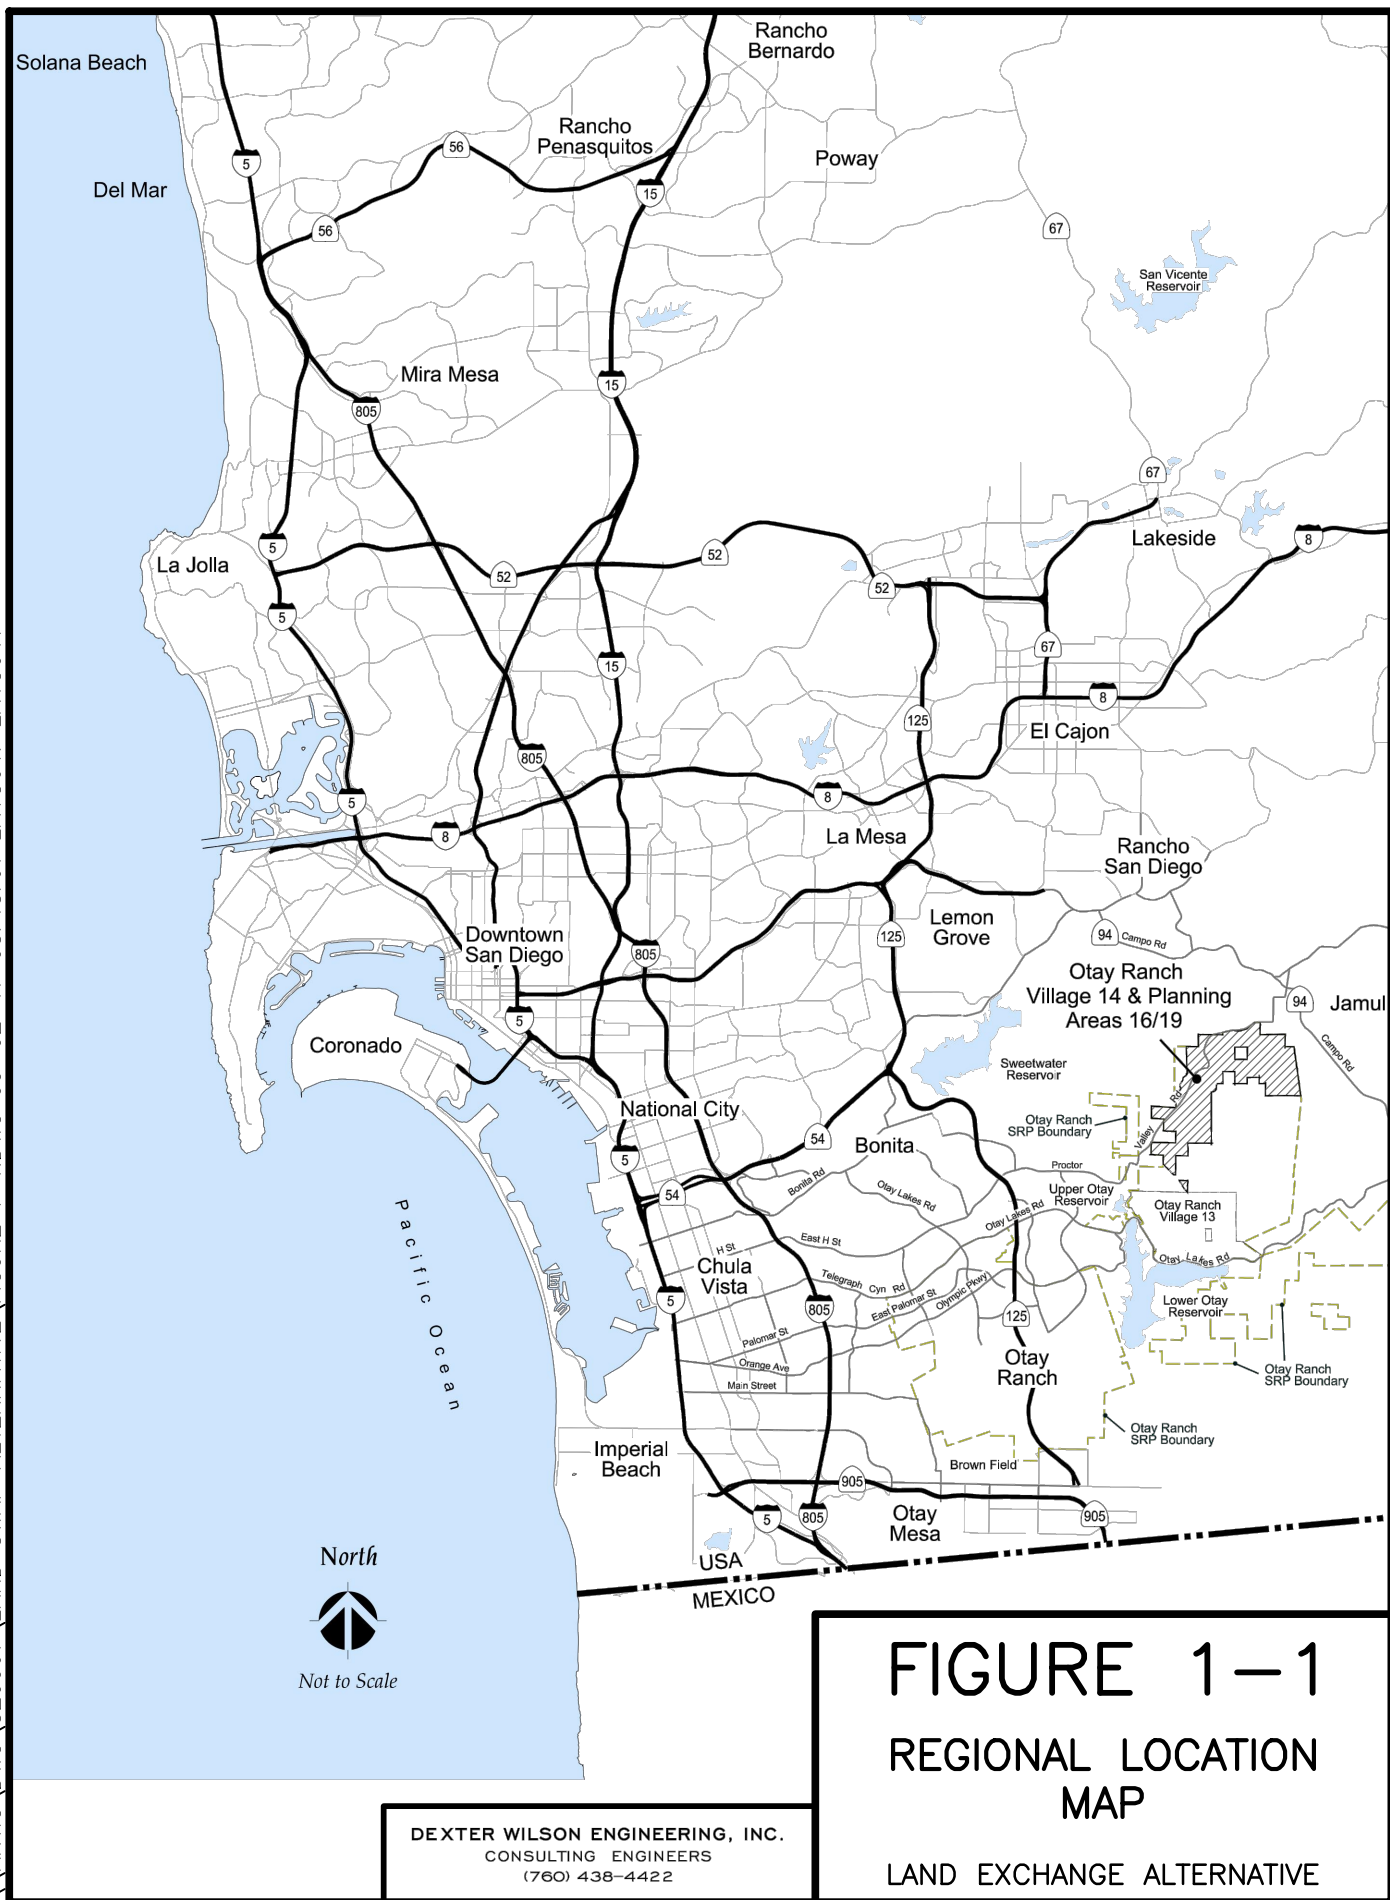 Rancho
Bernardo
Solana Beach
Rancho
Penasquitos
56
Poway
5
Del Mar
15
67
56
San Vicente
Reservoir
Mira Mesa
15
805
67
Lakeside
8
5
52
La Jolla
52
52
5
67
15
8
125
El Cajon
805
8
5
8
La Mesa
Rancho
San Diego
Lemon
Grove
125
94
Campo Rd
Downtown
San Diego
805
Otay Ranch
Village 14 & Planning
Areas 16/19
94
Jamul
5
Coronado
Campo Rd
Sweetwater
Reservoir
Rd
Valley
National City
Otay Ranch
SRP Boundary
54
Bonita
5
Proctor
Bonita Rd
54
Otay Lakes Rd
Upper Otay
Reservoir
Otay Ranch
Village 13
Otay Lakes Rd
Pacific Ocean
H St
East H St
Otay Lakes Rd
Chula
Vista
Telegraph Cyn Rd
East Palomar St
Olympic Pkwy
5
805
125
Lower Otay
Reservoir
Palomar St
Orange Ave
Main Street
Otay
Ranch
Otay Ranch
SRP Boundary
Otay Ranch
SRP Boundary
Imperial
Beach
Brown Field
905
Otay
Mesa
5
805
905
USA
MEXICO
North
Not to Scale
FIGURE 1-1
REGIONAL LOCATION
MAP
LAND EXCHANGE ALTERNATIVE
DEXTER WILSON ENGINEERING, INC.
CONSULTING ENGINEERS
(760) 438-4422